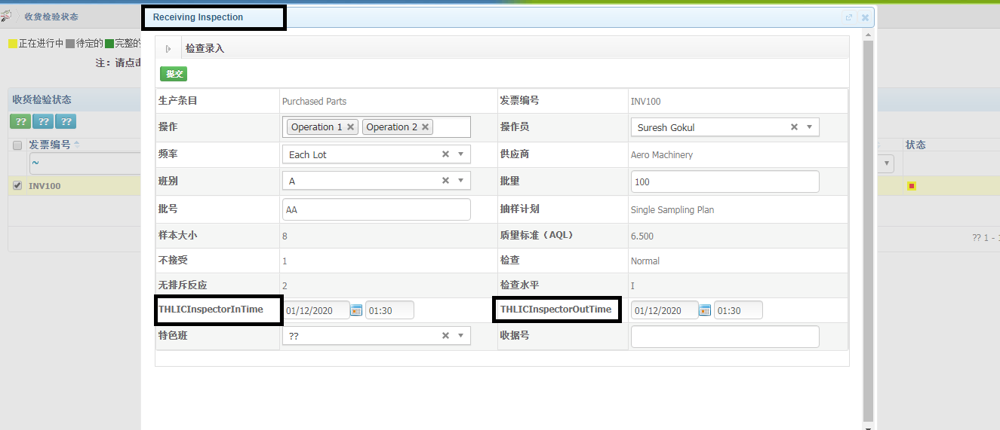 收货检验状态
Receiving Inspection
正在进行中 待定的 完整的
注：请点击
检查录入
提交
收货检验状态
?? ?? ??
发票编号
~
INV100
状态
?? 1 -
生产条目 Purchased Parts 发票编号 INV100
操作 Operation 1 Operation 2 操作员 Suresh Gokul
频率 Each Lot 供应商 Aero Machinery
班别 A 批量 100
批号 AA 抽样计划 Single Sampling Plan
样本大小 8 质量标准（AQL） 6.500
不接受 1 检查 Normal
无排斥反应 2 检查水平 I
THLICInspectorInTime 01/12/2020 01:30 THLICInspectorOutTime 01/12/2020 01:30
特色班 ?? 收据号